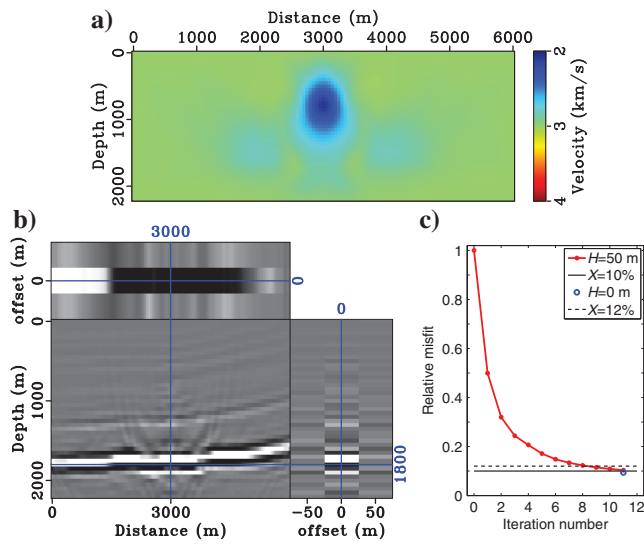 a)
Distance (m)
0 1000 2000 3000 4000 5000 6000
Depth (m)
0
1000
2000
Velocity (km/s)
2
3
4
b)
3000
offset (m)
0
0
0
Depth (m)
0
1000
2000
1800
0 3000
Distance (m)
−50 0 50
offset (m)
c)
Relative misfit
1
0.8
0.6
0.4
0.2
0
0 2 4 6 8 10 12
Iteration number
H=50 m
X=10%
H=0 m
X=12%